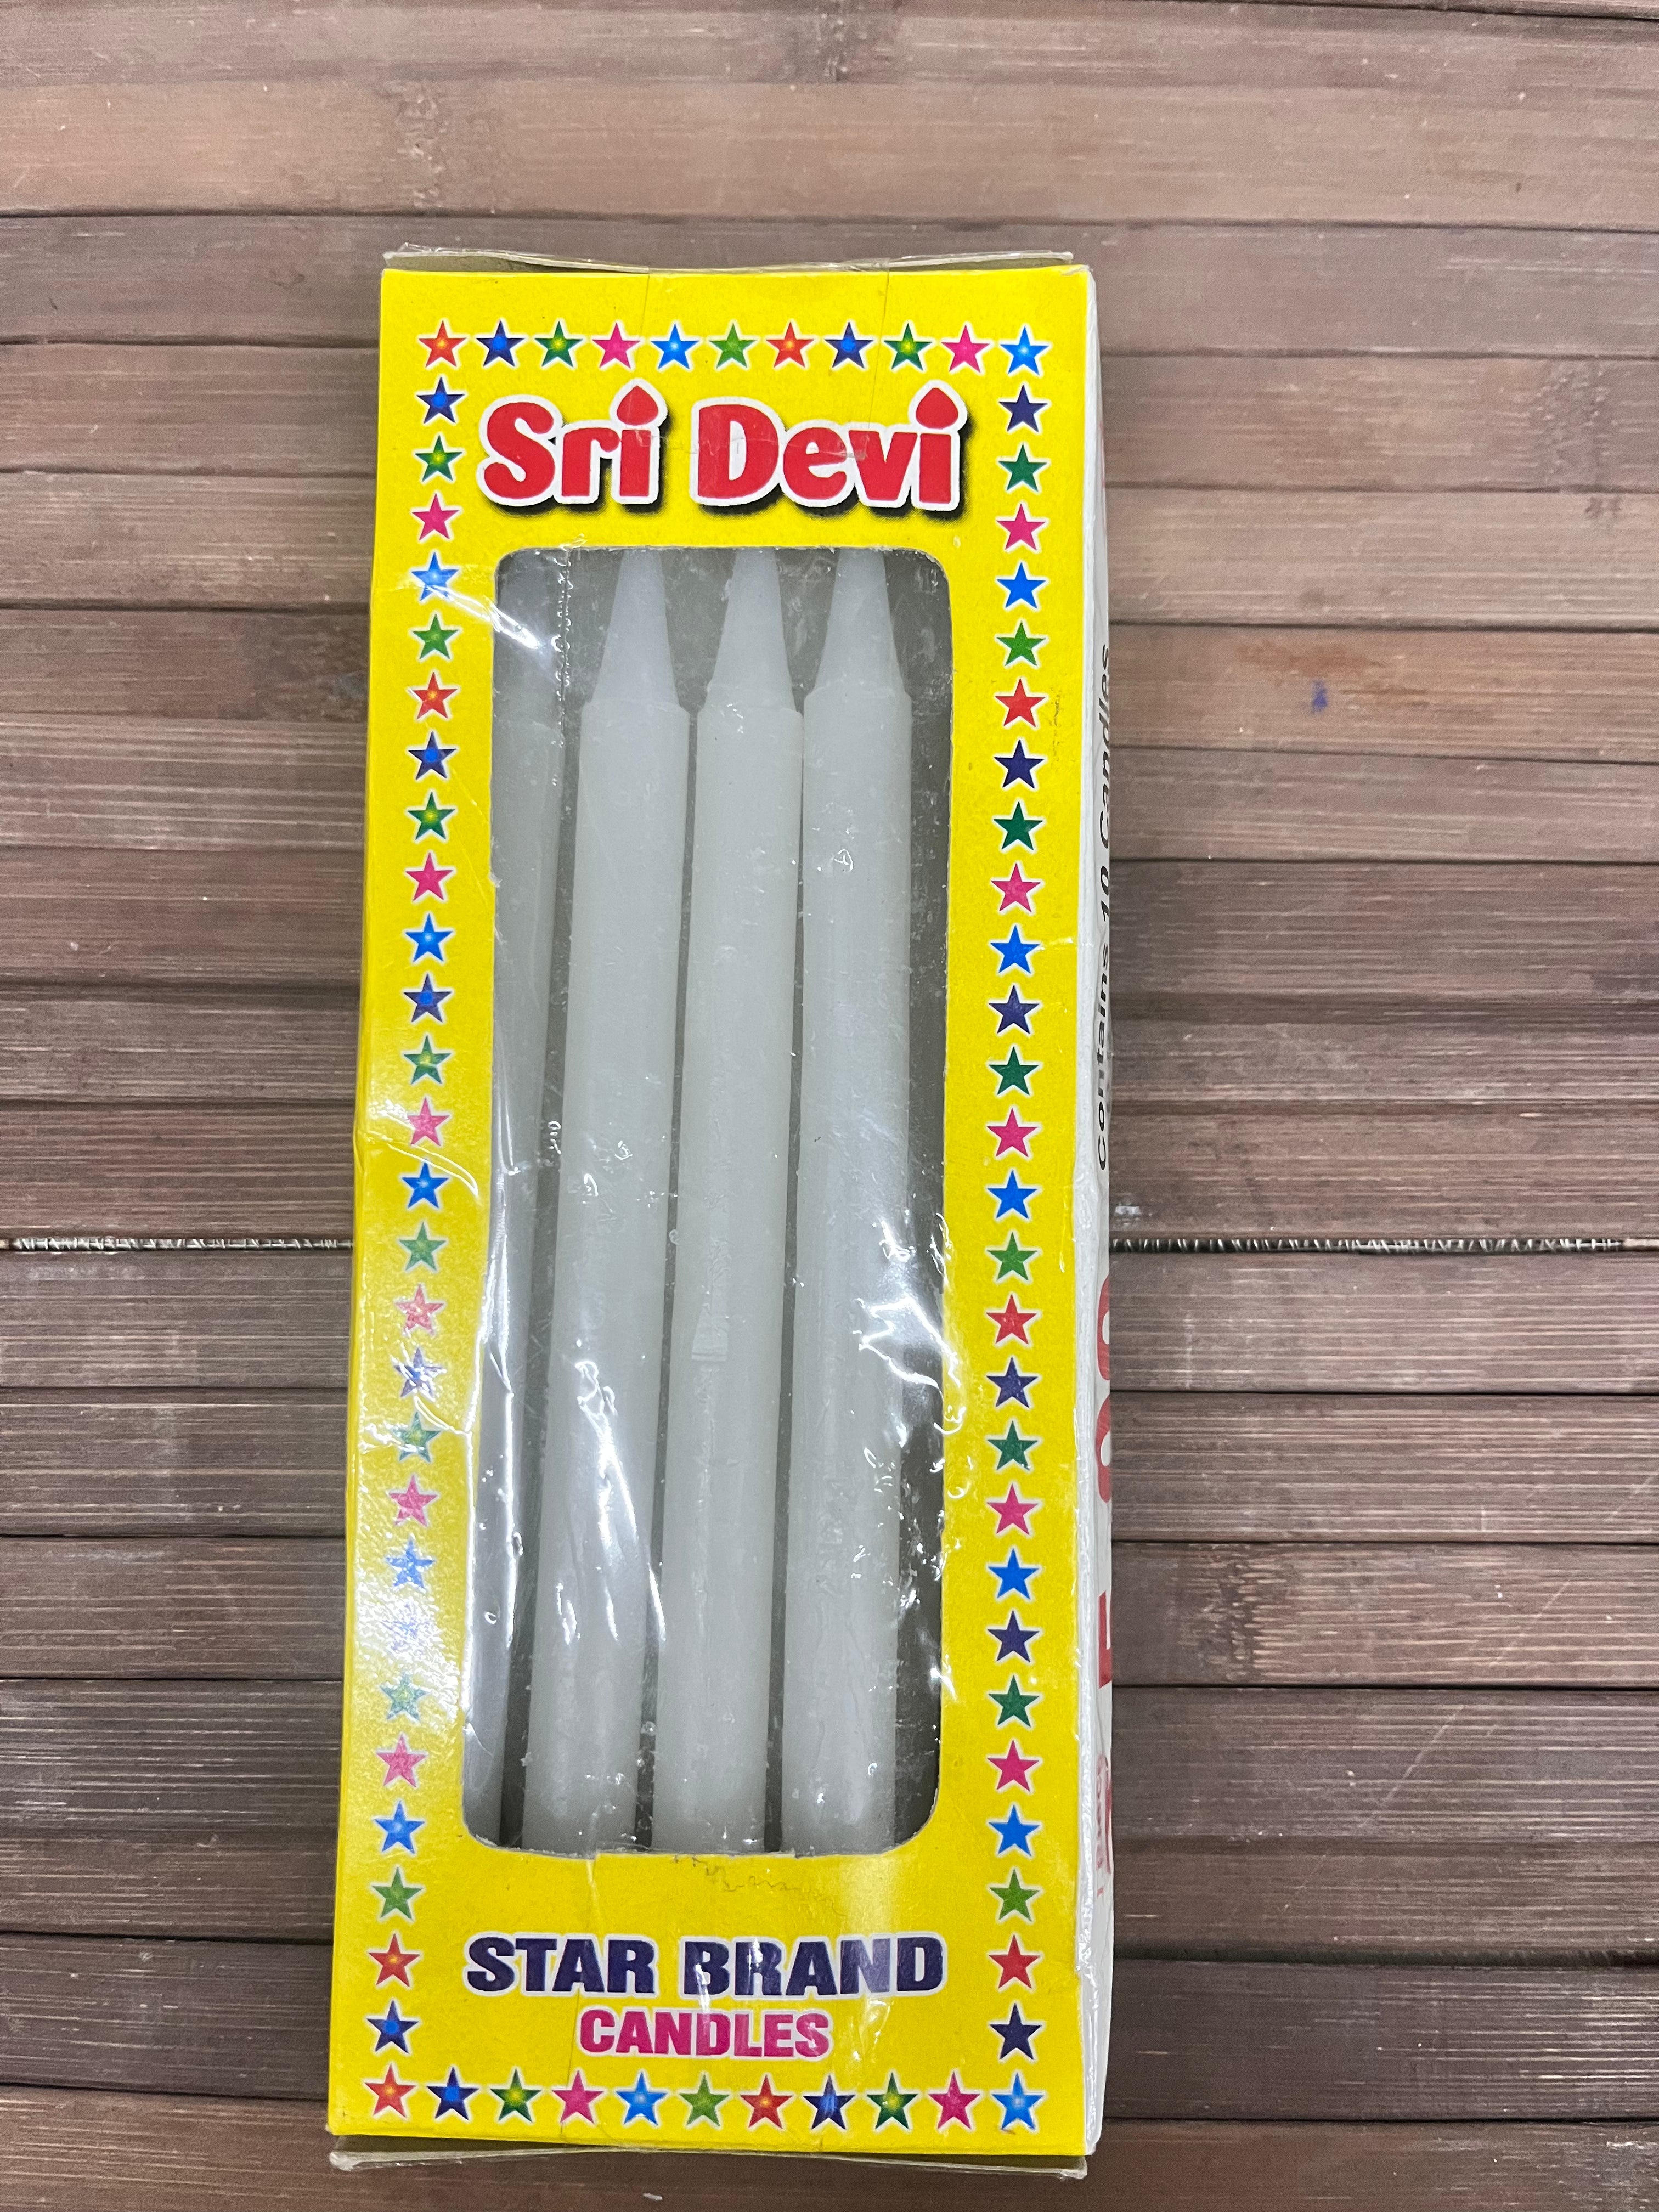 Sri Devi
STAR BRAND
CANDLES
Contains 10 Candles